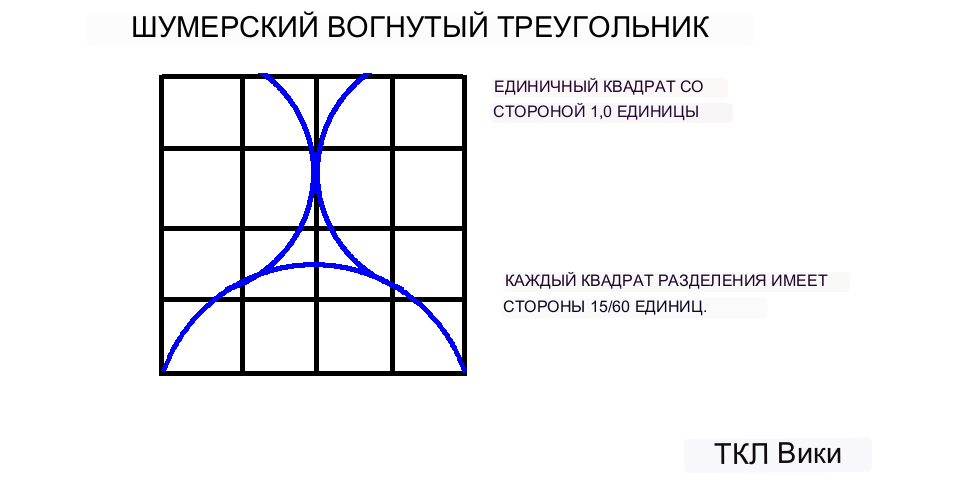 ШУМЕРСКИЙ ВОГНУТЫЙ ТРЕУГОЛЬНИК
ЕДИНИЧНЫЙ КВАДРАТ СО
СТОРОНОЙ 1,0 ЕДИНИЦЫ
КАЖДЫЙ КВАДРАТ РАЗДЕЛЕНИЯ ИМЕЕТ
СТОРОНЫ 15/60 ЕДИНИЦ.
ТКЛ Вики